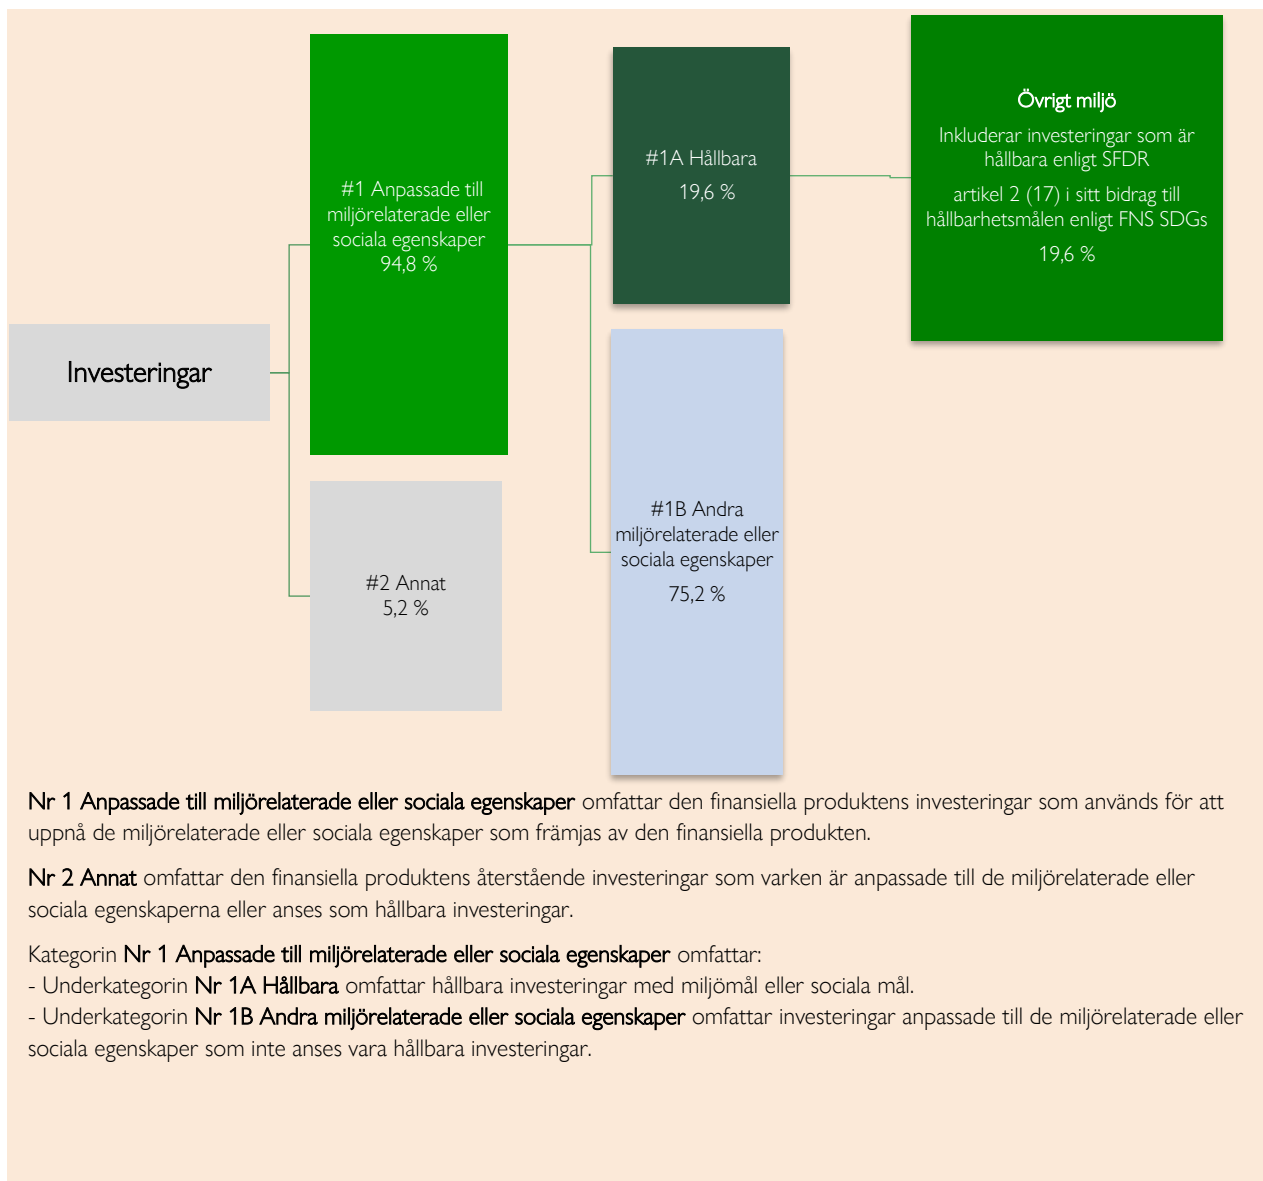 Investeringar
#1 Anpassade till
miljörelaterade eller
sociala egenskaper
94,8 %
#2 Annat
5,2 %
#1A Hållbara
19,6 %
#1B Andra
miljörelaterade eller
sociala egenskaper
75,2 %
Övrigt miljö
Inkluderar investeringar som är
hållbara enligt SFDR
artikel 2 (17) i sitt bidrag till
hållbarhetsmålen enligt FNS SDGs
19,6 %
Nr 1 Anpassade till miljörelaterade eller sociala egenskaper omfattar den finansiella produktens investeringar som används för att
uppnå de miljörelaterade eller sociala egenskaper som främjas av den finansiella produkten.
Nr 2 Annat omfattar den finansiella produktens återstående investeringar som varken är anpassade till de miljörelaterade eller
sociala egenskaperna eller anses som hållbara investeringar.
Kategorin Nr 1 Anpassade till miljörelaterade eller sociala egenskaper omfattar:
- Underkategorin Nr 1A Hållbara omfattar hållbara investeringar med miljömål eller sociala mål.
- Underkategorin Nr 1B Andra miljörelaterade eller sociala egenskaper omfattar investeringar anpassade till de miljörelaterade eller
sociala egenskaper som inte anses vara hållbara investeringar.